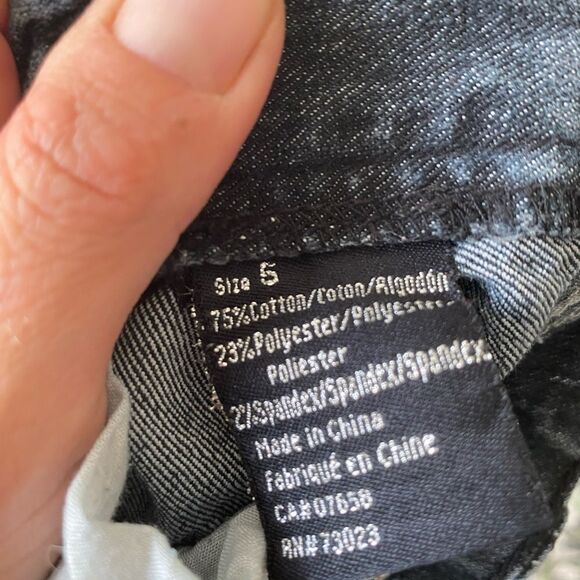 Size 5
75%Cotton/Coton/Algodón
23%Polyester/Polyester/
Poliester
2%Spandex/Spandex/Spandex
Made in China
Fabriqué en Chine
CA#07658
RN#73023